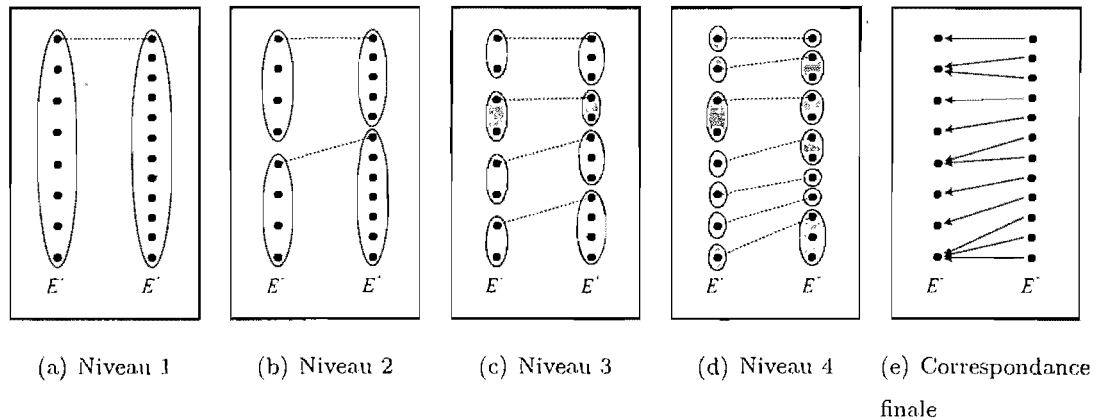 E- E+
E- E+
E- E+
E- E+
E- E+
(a) Niveau 1
(b) Niveau 2
(c) Niveau 3
(d) Niveau 4
(e) Correspondance
finale